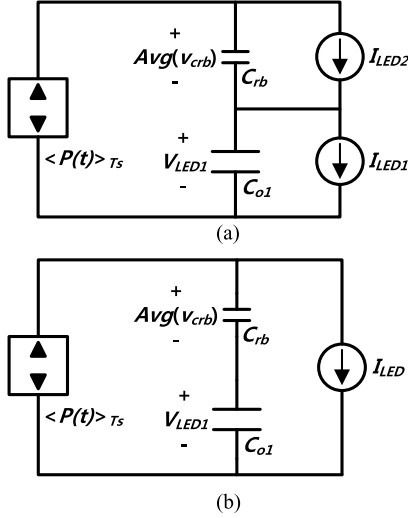 +
Avg(vcrb)
-
Crb
ILED2
+
VLED1
-
Co1
ILED1
<P(t)>Ts
(a)
+
Avg(vcrb)
-
Crb
ILED
+
VLED1
-
Co1
<P(t)>Ts
(b)